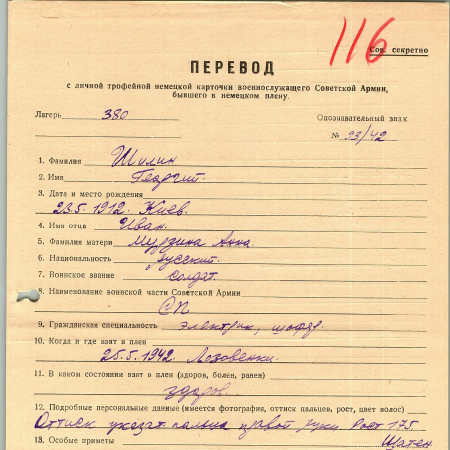 116
Сов. секретно
ПЕРЕВОД
с личной трофейной немецкой карточки военнослужащего Советской Армии,
бывшего в немецком плену.
Лагерь 380
Опознавательный знак
№ 23/42
1. Фамилия Шилин
2. Имя Георгий.
3. Дата и место рождения
23.5.1912. Киев.
4. Имя отца Иван.
5. Фамилия матери Мурзина Анна.
6. Национальность русский.
7. Воинское звание солдат.
8. Наименование воинской части Советской Армии
СП
9. Гражданская специальность электрик, шофер.
10. Когда и где взят в плен
25.5.1942. Лозовеньки.
11. В каком состоянии взят в плен (здоров, болен, ранен)
здоров.
12. Подробные персональные данные (имеются фотография, оттиск пальцев, рост, цвет волос)
Оттиск указат. пальца правой руки. Рост 175
13. Особые приметы Шатен